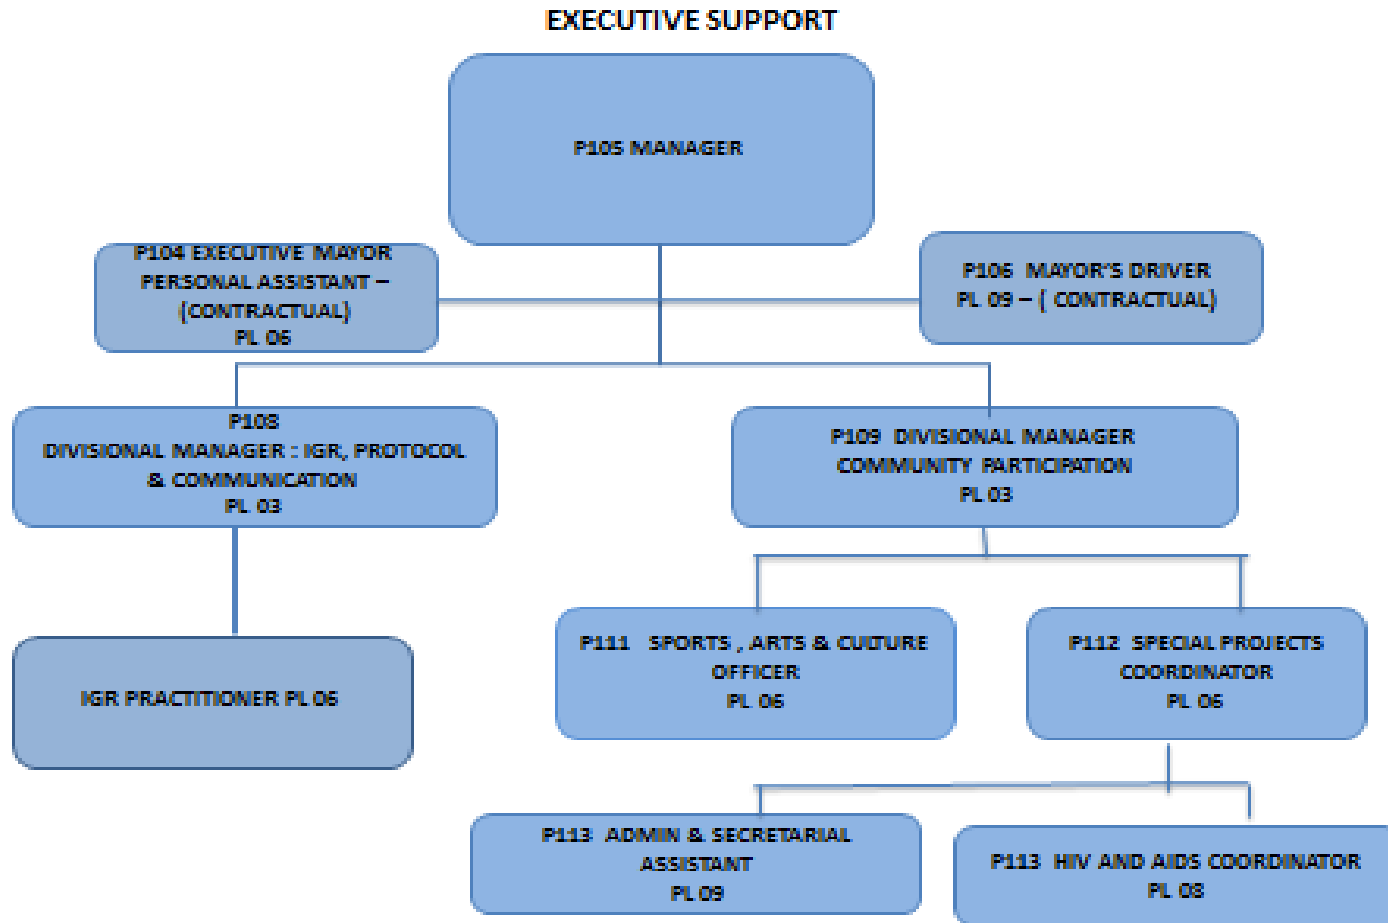 EXECUTIVE SUPPORT
P105 MANAGER
P104 EXECUTIVE MAYOR
PERSONAL ASSISTANT –
(CONTRACTUAL)
PL 06
P106 MAYOR'S DRIVER
PL 09 – ( CONTRACTUAL)
P108
DIVISIONAL MANAGER : IGR, PROTOCOL
& COMMUNICATION
PL 03
P109 DIVISIONAL MANAGER
COMMUNITY PARTICIPATION
PL 03
IGR PRACTITIONER PL 06
P111 SPORTS , ARTS & CULTURE
OFFICER
PL 06
P112 SPECIAL PROJECTS
COORDINATOR
PL 06
P113 ADMIN & SECRETARIAL
ASSISTANT
PL 09
P113 HIV AND AIDS COORDINATOR
PL 08